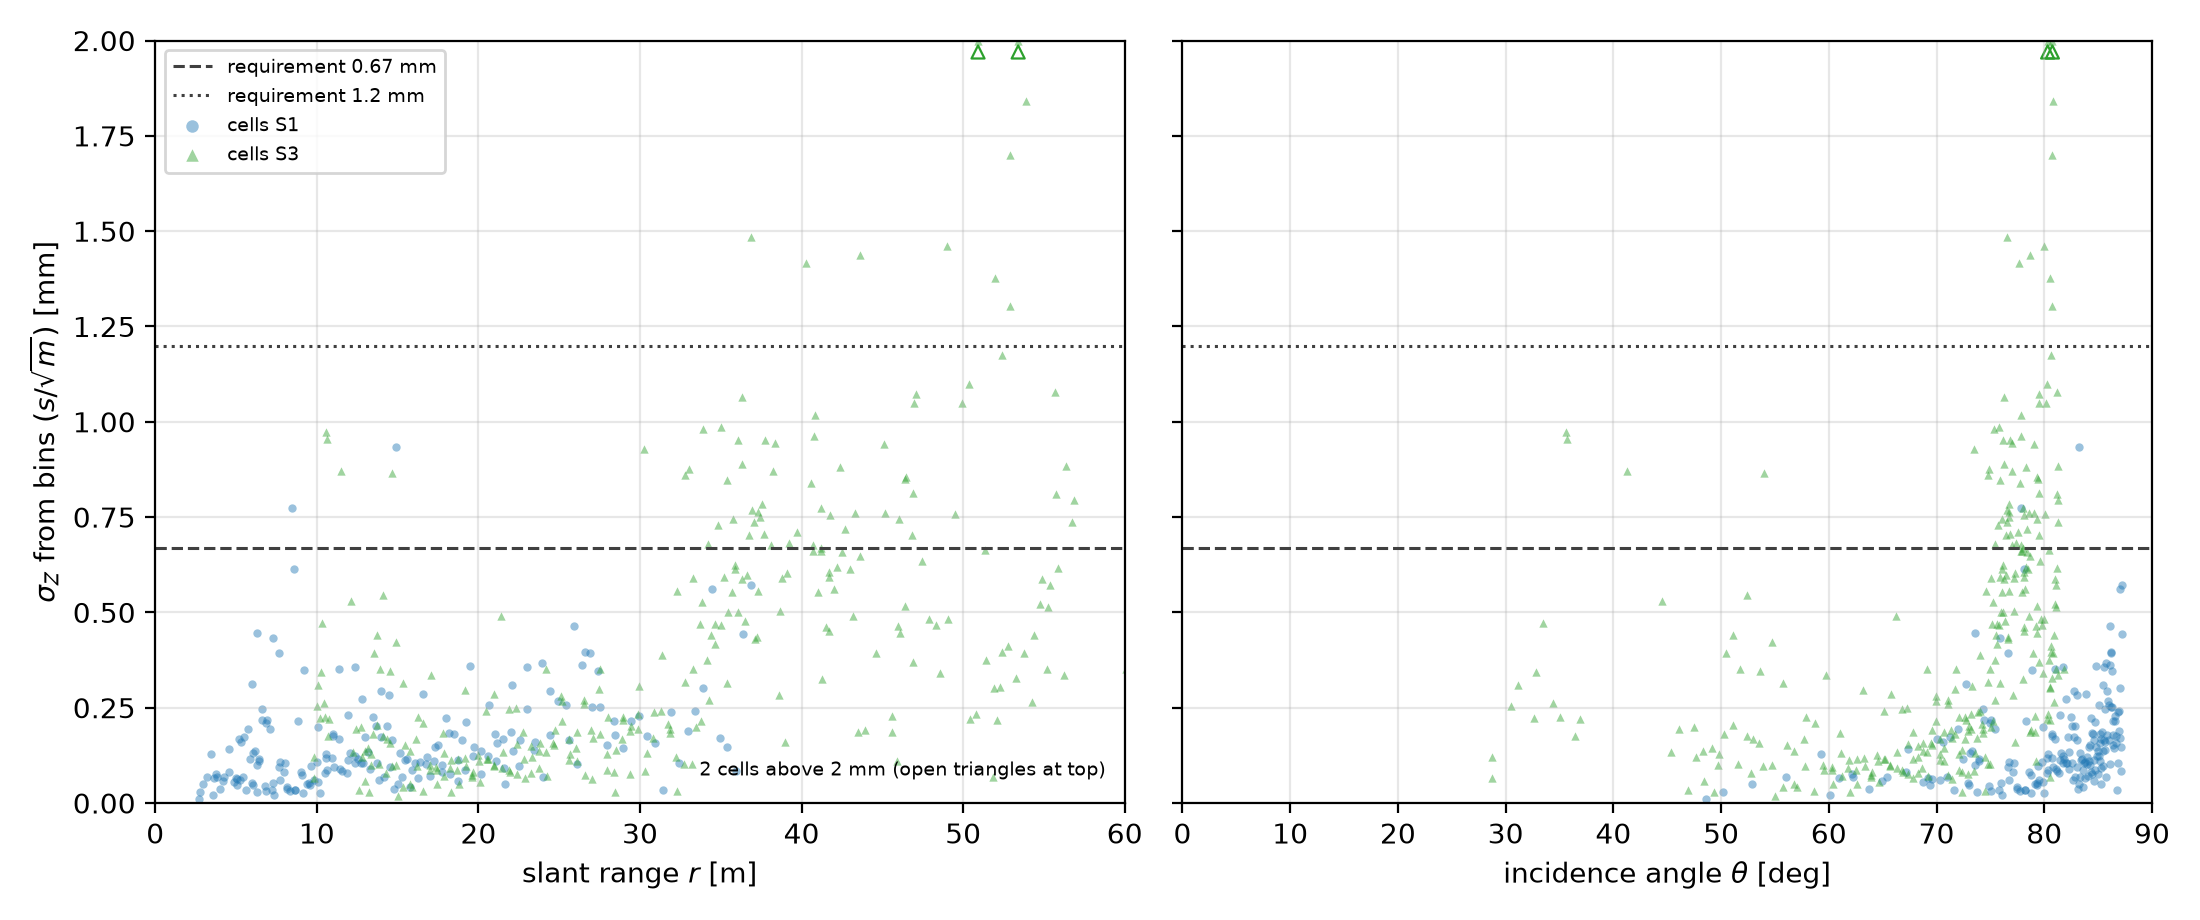 2.00
1.75
1.50
1.25
1.00
0.75
0.50
0.25
0.00
σZ from bins (s/√m) [mm]
requirement 0.67 mm
requirement 1.2 mm
cells S1
cells S3
2 cells above 2 mm (open triangles at top)
0 10 20 30 40 50 60
slant range r [m]
0 10 20 30 40 50 60 70 80 90
incidence angle θ [deg]